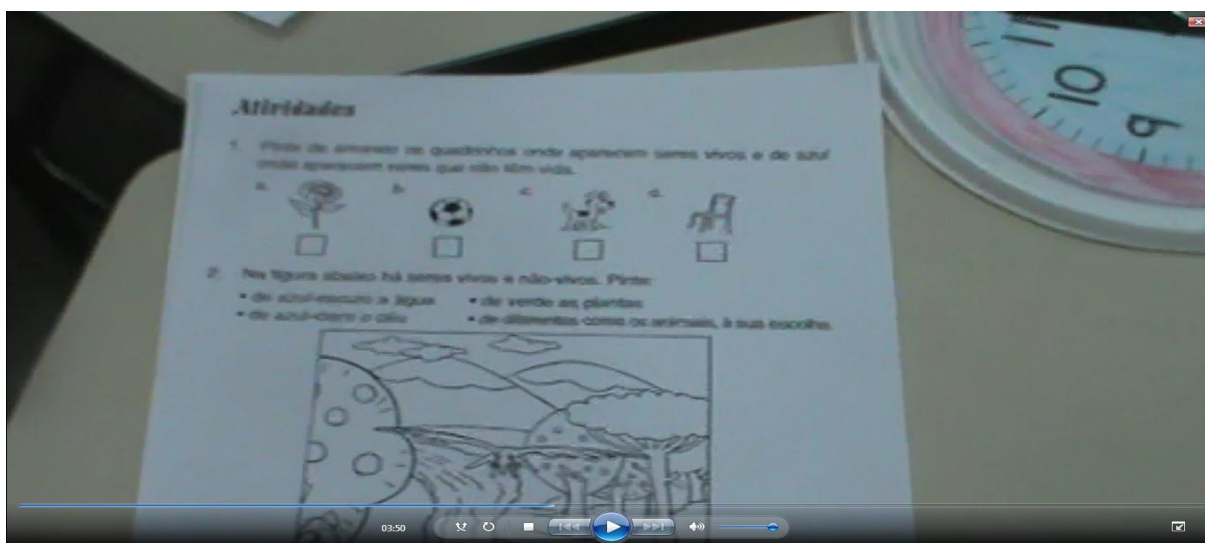 Atividades
1. Pinte de amarelo os quadrinhos onde aparecem seres vivos e de azul
onde aparecem seres que não têm vida.
a. b. c. d.
2. Na figura abaixo há seres vivos e não-vivos. Pinte:
• de azul-escuro a água • de verde as plantas
• de azul-claro o céu • de diferentes cores os animais, à sua escolha.
11
10
9
03:50